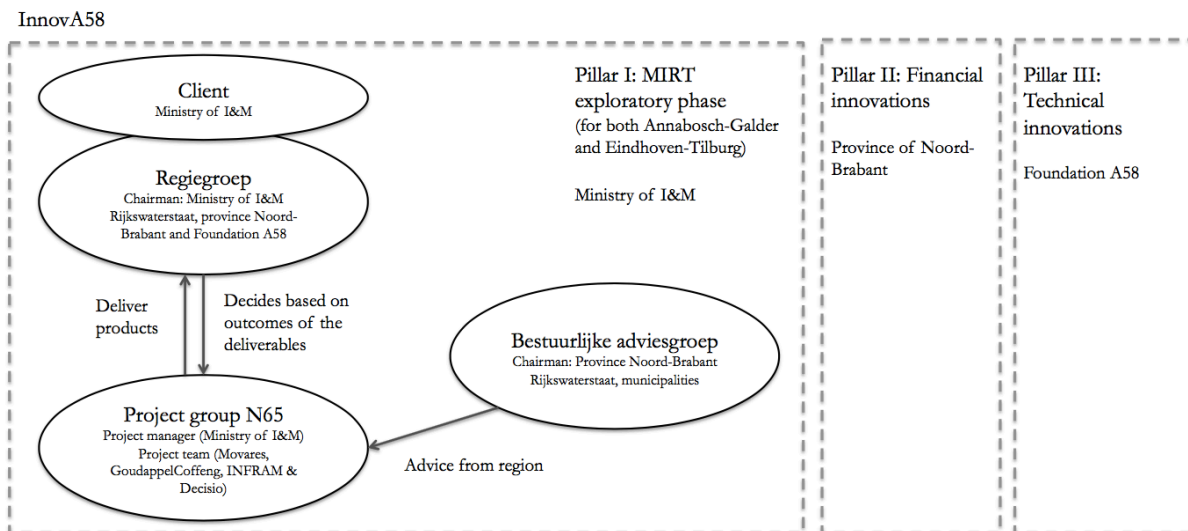 InnovA58
Client
Ministry of I&M
Regiegroep
Chairman: Ministry of I&M
Rijkswaterstaat, province Noord-
Brabant and Foundation A58
Deliver
products
Decides based on
outcomes of the
deliverables
Project group N65
Project manager (Ministry of I&M)
Project team (Movares,
GoudappelCoffeng, INFRAM &
Decisio)
Bestuurlijke adviesgroep
Chairman: Province Noord-Brabant
Rijkswaterstaat, municipalities
Advice from region
Pillar I: MIRT
exploratory phase
(for both Annabosch-Galder
and Eindhoven-Tilburg)
Ministry of I&M
Pillar II: Financial
innovations
Province of Noord-
Brabant
Pillar III:
Technical
innovations
Foundation A58